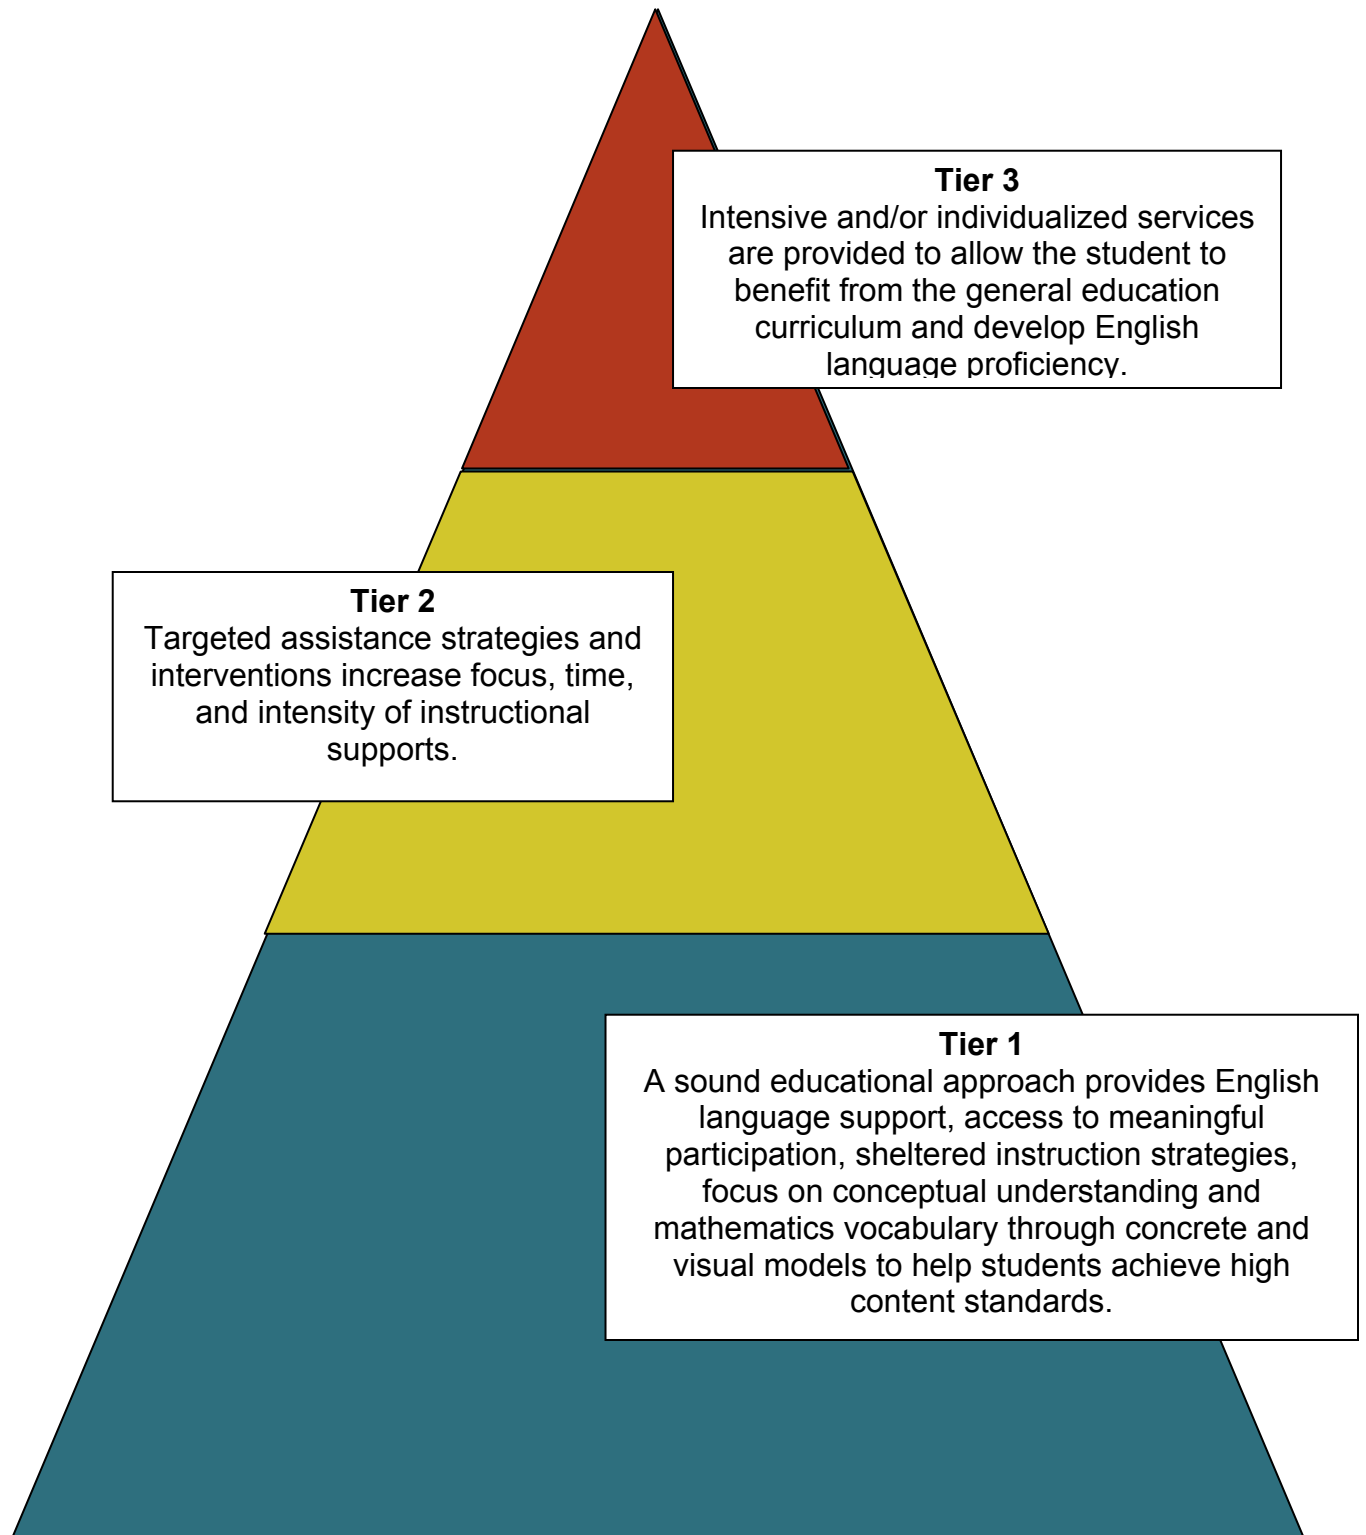 Tier 3
Intensive and/or individualized services
are provided to allow the student to
benefit from the general education
curriculum and develop English
language proficiency.
Tier 2
Targeted assistance strategies and
interventions increase focus, time,
and intensity of instructional
supports.
Tier 1
A sound educational approach provides English
language support, access to meaningful
participation, sheltered instruction strategies,
focus on conceptual understanding and
mathematics vocabulary through concrete and
visual models to help students achieve high
content standards.